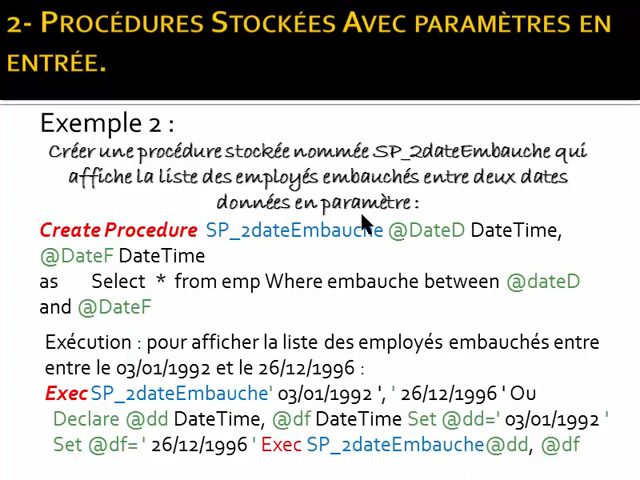 2- PROCÉDURES STOCKÉES AVEC PARAMÈTRES EN
ENTRÉE.
Exemple 2 :
Créer une procédure stockée nommée SP_2dateEmbauche qui
affiche la liste des employés embauchés entre deux dates
données en paramètre :
Create Procedure SP_2dateEmbauche @DateD DateTime,
@DateF DateTime
as Select * from emp Where embauche between @dateD
and @DateF
Exécution : pour afficher la liste des employés embauchés entre
entre le 03/01/1992 et le 26/12/1996 :
Exec SP_2dateEmbauche' 03/01/1992 ', ' 26/12/1996 ' Ou
Declare @dd DateTime, @df DateTime Set @dd=' 03/01/1992 '
Set @df= ' 26/12/1996 ' Exec SP_2dateEmbauche@dd, @df